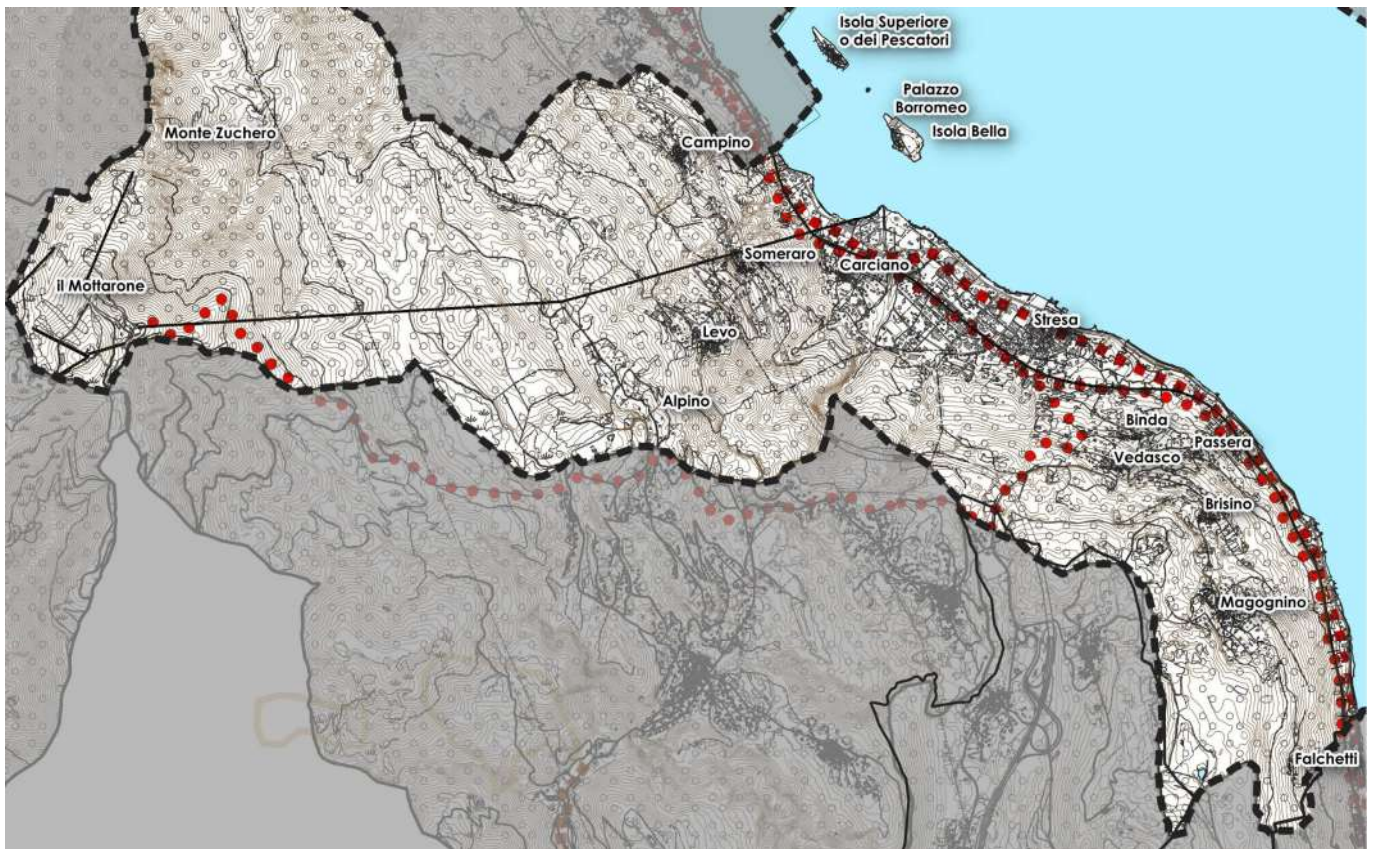 Isola Superiore
o dei Pescatori
Palazzo
Borromeo
Isola Bella
Monte Zuchero
Campino
Someraro
Carciano
il Mottarone
Stresa
Levo
Alpino
Binda
Passera
Vedasco
Brisino
Magognino
Falchetti